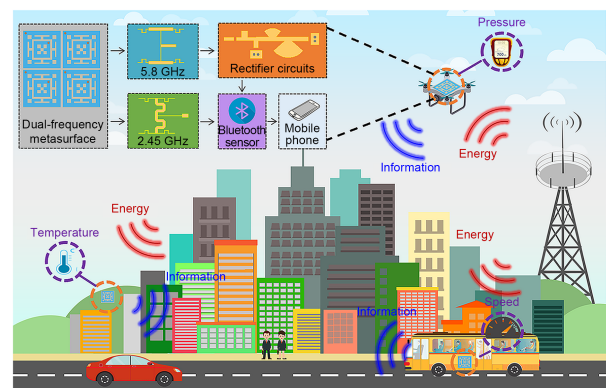 Pressure
5.8 GHz
Rectifier circuits
Dual-frequency
metasurface
2.45 GHz
Bluetooth
sensor
Mobile
phone
Information
Energy
Energy
Temperature
Information
Energy
Information
Speed